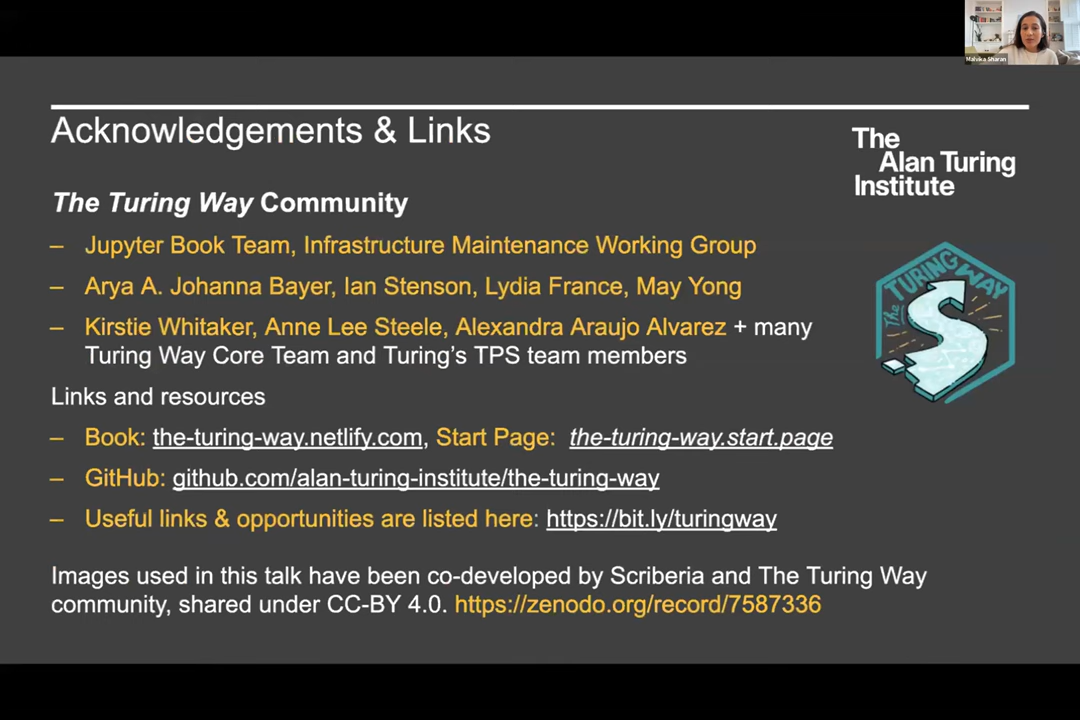 Malvika Sharan
Acknowledgements & Links
The
Alan Turing
Institute
The Turing Way Community
– Jupyter Book Team, Infrastructure Maintenance Working Group
– Arya A. Johanna Bayer, Ian Stenson, Lydia France, May Yong
– Kirstie Whitaker, Anne Lee Steele, Alexandra Araujo Alvarez + many
Turing Way Core Team and Turing's TPS team members
The TURING WAY
Links and resources
– Book: the-turing-way.netlify.com, Start Page: the-turing-way.start.page
– GitHub: github.com/alan-turing-institute/the-turing-way
– Useful links & opportunities are listed here: https://bit.ly/turingway
Images used in this talk have been co-developed by Scriberia and The Turing Way
community, shared under CC-BY 4.0. https://zenodo.org/record/7587336